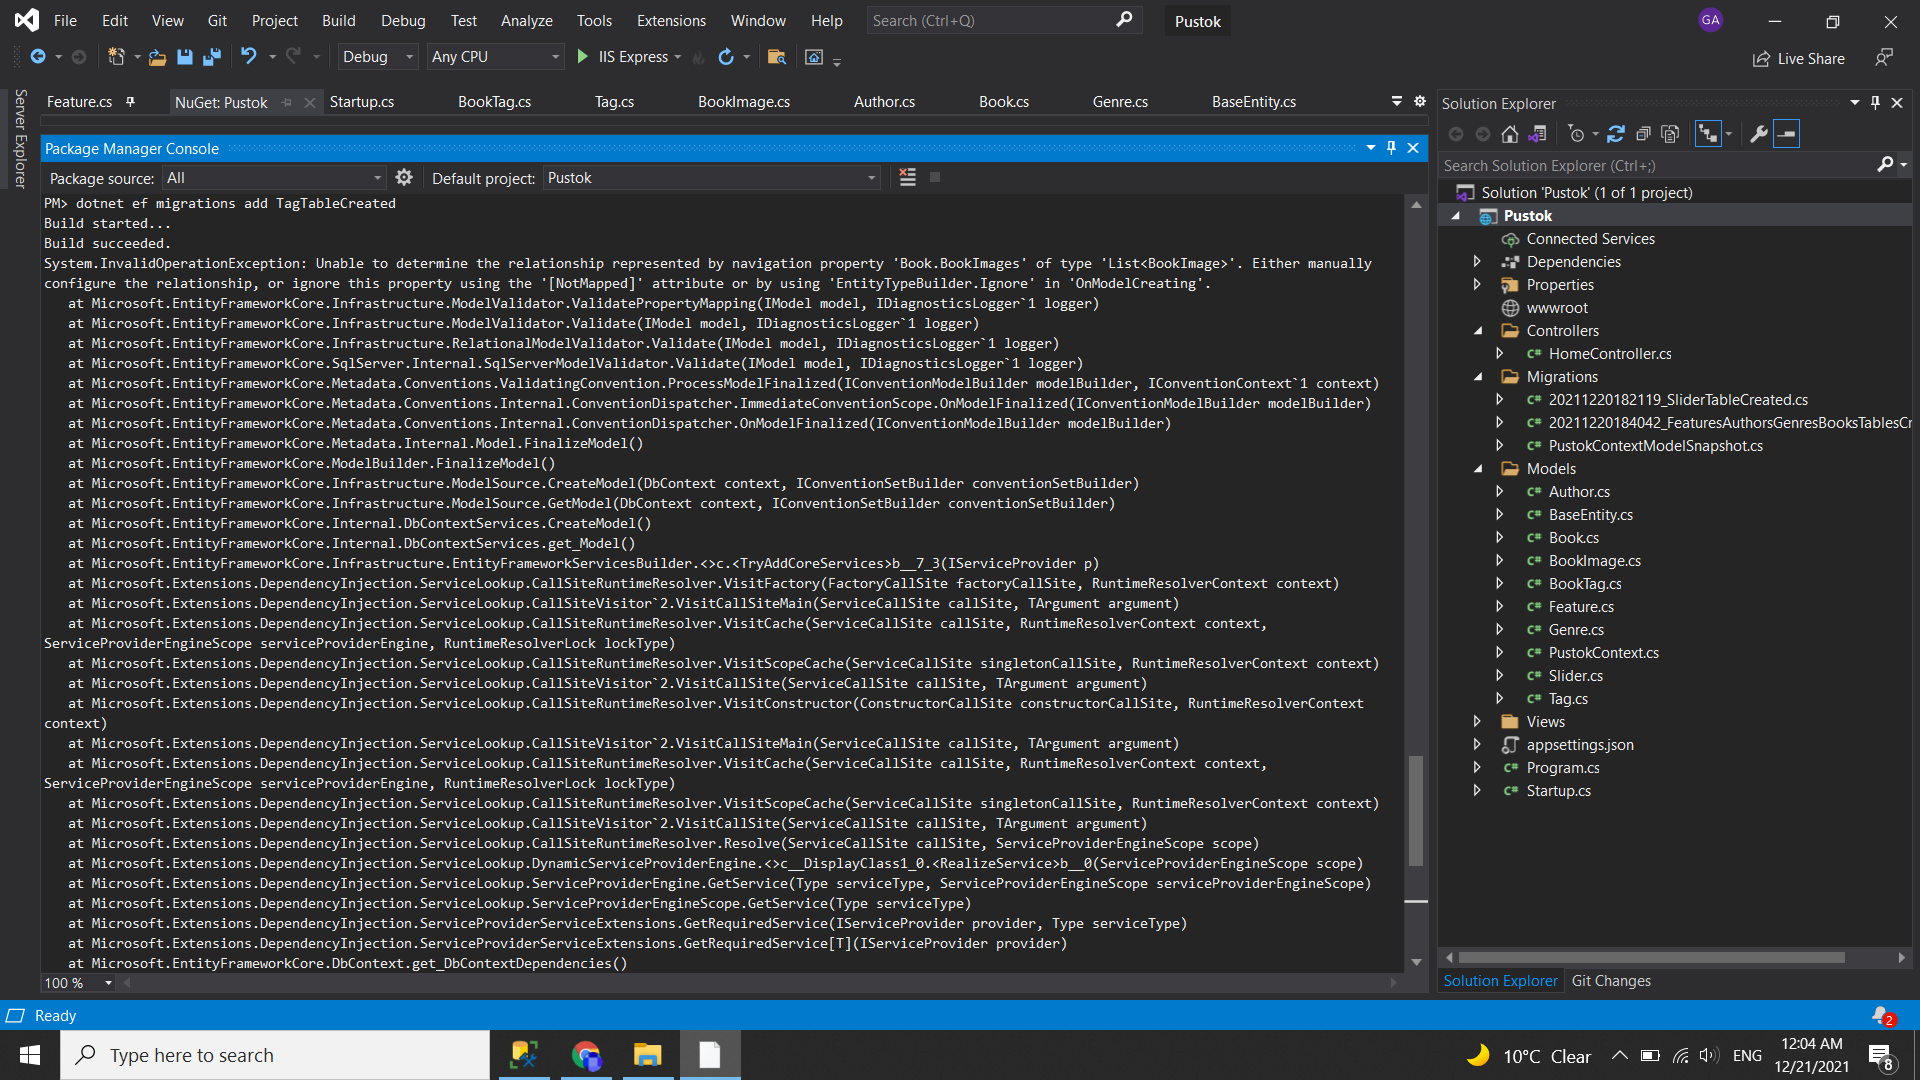 File Edit View Git Project Build Debug Test Analyze Tools Extensions Window Help Search (Ctrl+Q) Pustok GA
Debug Any CPU IIS Express Live Share
Server Explorer
Feature.cs NuGet: Pustok Startup.cs BookTag.cs Tag.cs BookImage.cs Author.cs Book.cs Genre.cs BaseEntity.cs
Package Manager Console
Package source: All Default project: Pustok
PM> dotnet ef migrations add TagTableCreated
Build started...
Build succeeded.
System.InvalidOperationException: Unable to determine the relationship represented by navigation property 'Book.BookImages' of type 'List<BookImage>'. Either manually
configure the relationship, or ignore this property using the '[NotMapped]' attribute or by using 'EntityTypeBuilder.Ignore' in 'OnModelCreating'.
at Microsoft.EntityFrameworkCore.Infrastructure.ModelValidator.ValidatePropertyMapping(IModel model, IDiagnosticsLogger`1 logger)
at Microsoft.EntityFrameworkCore.Infrastructure.ModelValidator.Validate(IModel model, IDiagnosticsLogger`1 logger)
at Microsoft.EntityFrameworkCore.Infrastructure.RelationalModelValidator.Validate(IModel model, IDiagnosticsLogger`1 logger)
at Microsoft.EntityFrameworkCore.SqlServer.Internal.SqlServerModelValidator.Validate(IModel model, IDiagnosticsLogger`1 logger)
at Microsoft.EntityFrameworkCore.Metadata.Conventions.ValidatingConvention.ProcessModelFinalized(IConventionModelBuilder modelBuilder, IConventionContext`1 context)
at Microsoft.EntityFrameworkCore.Metadata.Conventions.Internal.ConventionDispatcher.ImmediateConventionScope.OnModelFinalized(IConventionModelBuilder modelBuilder)
at Microsoft.EntityFrameworkCore.Metadata.Conventions.Internal.ConventionDispatcher.OnModelFinalized(IConventionModelBuilder modelBuilder)
at Microsoft.EntityFrameworkCore.Metadata.Internal.Model.FinalizeModel()
at Microsoft.EntityFrameworkCore.ModelBuilder.FinalizeModel()
at Microsoft.EntityFrameworkCore.Infrastructure.ModelSource.CreateModel(DbContext context, IConventionSetBuilder conventionSetBuilder)
at Microsoft.EntityFrameworkCore.Infrastructure.ModelSource.GetModel(DbContext context, IConventionSetBuilder conventionSetBuilder)
at Microsoft.EntityFrameworkCore.Internal.DbContextServices.CreateModel()
at Microsoft.EntityFrameworkCore.Internal.DbContextServices.get_Model()
at Microsoft.EntityFrameworkCore.Infrastructure.EntityFrameworkServicesBuilder.<>c.<TryAddCoreServices>b__7_3(IServiceProvider p)
at Microsoft.Extensions.DependencyInjection.ServiceLookup.CallSiteRuntimeResolver.VisitFactory(FactoryCallSite factoryCallSite, RuntimeResolverContext context)
at Microsoft.Extensions.DependencyInjection.ServiceLookup.CallSiteVisitor`2.VisitCallSiteMain(ServiceCallSite callSite, TArgument argument)
at Microsoft.Extensions.DependencyInjection.ServiceLookup.CallSiteRuntimeResolver.VisitCache(ServiceCallSite callSite, RuntimeResolverContext context,
ServiceProviderEngineScope serviceProviderEngine, RuntimeResolverLock lockType)
at Microsoft.Extensions.DependencyInjection.ServiceLookup.CallSiteRuntimeResolver.VisitScopeCache(ServiceCallSite singletonCallSite, RuntimeResolverContext context)
at Microsoft.Extensions.DependencyInjection.ServiceLookup.CallSiteVisitor`2.VisitCallSite(ServiceCallSite callSite, TArgument argument)
at Microsoft.Extensions.DependencyInjection.ServiceLookup.CallSiteRuntimeResolver.VisitConstructor(ConstructorCallSite constructorCallSite, RuntimeResolverContext
context)
at Microsoft.Extensions.DependencyInjection.ServiceLookup.CallSiteVisitor`2.VisitCallSiteMain(ServiceCallSite callSite, TArgument argument)
at Microsoft.Extensions.DependencyInjection.ServiceLookup.CallSiteRuntimeResolver.VisitCache(ServiceCallSite callSite, RuntimeResolverContext context,
ServiceProviderEngineScope serviceProviderEngine, RuntimeResolverLock lockType)
at Microsoft.Extensions.DependencyInjection.ServiceLookup.CallSiteRuntimeResolver.VisitScopeCache(ServiceCallSite singletonCallSite, RuntimeResolverContext context)
at Microsoft.Extensions.DependencyInjection.ServiceLookup.CallSiteVisitor`2.VisitCallSite(ServiceCallSite callSite, TArgument argument)
at Microsoft.Extensions.DependencyInjection.ServiceLookup.CallSiteRuntimeResolver.Resolve(ServiceCallSite callSite, ServiceProviderEngineScope scope)
at Microsoft.Extensions.DependencyInjection.ServiceLookup.DynamicServiceProviderEngine.<>c__DisplayClass1_0.<RealizeService>b__0(ServiceProviderEngineScope scope)
at Microsoft.Extensions.DependencyInjection.ServiceLookup.ServiceProviderEngine.GetService(Type serviceType, ServiceProviderEngineScope serviceProviderEngineScope)
at Microsoft.Extensions.DependencyInjection.ServiceLookup.ServiceProviderEngineScope.GetService(Type serviceType)
at Microsoft.Extensions.DependencyInjection.ServiceProviderServiceExtensions.GetRequiredService(IServiceProvider provider, Type serviceType)
at Microsoft.Extensions.DependencyInjection.ServiceProviderServiceExtensions.GetRequiredService[T](IServiceProvider provider)
at Microsoft.EntityFrameworkCore.DbContext.get_DbContextDependencies()
100 %
Solution Explorer
Search Solution Explorer (Ctrl+;)
Solution 'Pustok' (1 of 1 project)
Pustok
Connected Services
Dependencies
Properties
wwwroot
Controllers
C# HomeController.cs
Migrations
C# 20211220182119_SliderTableCreated.cs
C# 20211220184042_FeaturesAuthorsGenresBooksTablesCr
C# PustokContextModelSnapshot.cs
Models
C# Author.cs
C# BaseEntity.cs
C# Book.cs
C# BookImage.cs
C# BookTag.cs
C# Feature.cs
C# Genre.cs
C# PustokContext.cs
C# Slider.cs
C# Tag.cs
Views
appsettings.json
C# Program.cs
C# Startup.cs
Solution Explorer Git Changes
Ready 2
Type here to search 10°C Clear ENG 12:04 AM
12/21/2021 8